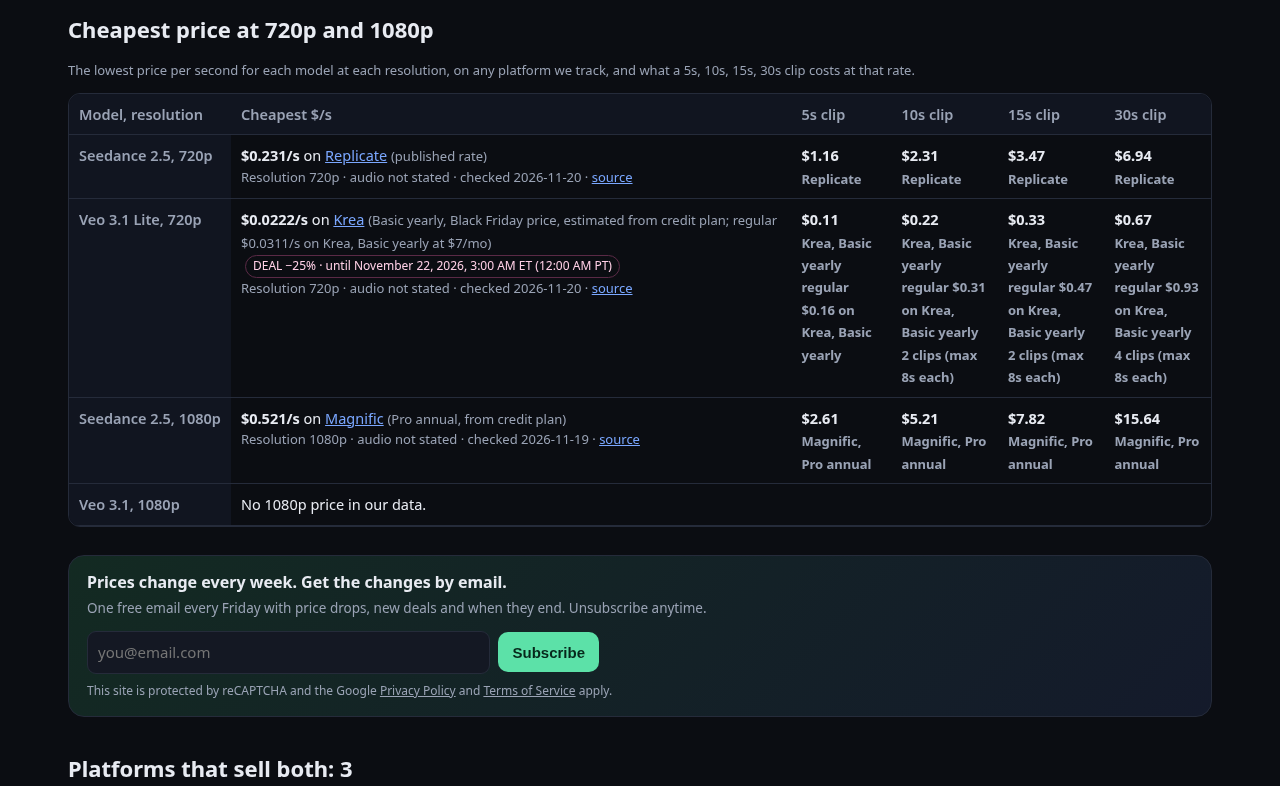 Cheapest price at 720p and 1080p
The lowest price per second for each model at each resolution, on any platform we track, and what a 5s, 10s, 15s, 30s clip costs at that rate.
Model, resolution
Cheapest $/s
5s clip
10s clip
15s clip
30s clip
Seedance 2.5, 720p
$0.231/s on Replicate (published rate)
Resolution 720p · audio not stated · checked 2026-11-20 · source
$1.16
Replicate
$2.31
Replicate
$3.47
Replicate
$6.94
Replicate
Veo 3.1 Lite, 720p
$0.0222/s on Krea (Basic yearly, Black Friday price, estimated from credit plan; regular
$0.0311/s on Krea, Basic yearly at $7/mo)
DEAL −25% · until November 22, 2026, 3:00 AM ET (12:00 AM PT)
Resolution 720p · audio not stated · checked 2026-11-20 · source
$0.11
Krea, Basic
yearly
regular
$0.16 on
Krea, Basic
yearly
$0.22
Krea, Basic
yearly
regular $0.31
on Krea,
Basic yearly
2 clips (max
8s each)
$0.33
Krea, Basic
yearly
regular $0.47
on Krea,
Basic yearly
2 clips (max
8s each)
$0.67
Krea, Basic
yearly
regular $0.93
on Krea,
Basic yearly
4 clips (max
8s each)
Seedance 2.5, 1080p
$0.521/s on Magnific (Pro annual, from credit plan)
Resolution 1080p · audio not stated · checked 2026-11-19 · source
$2.61
Magnific,
Pro annual
$5.21
Magnific, Pro
annual
$7.82
Magnific, Pro
annual
$15.64
Magnific, Pro
annual
Veo 3.1, 1080p
No 1080p price in our data.
Prices change every week. Get the changes by email.
One free email every Friday with price drops, new deals and when they end. Unsubscribe anytime.
you@email.com
Subscribe
This site is protected by reCAPTCHA and the Google Privacy Policy and Terms of Service apply.
Platforms that sell both: 3